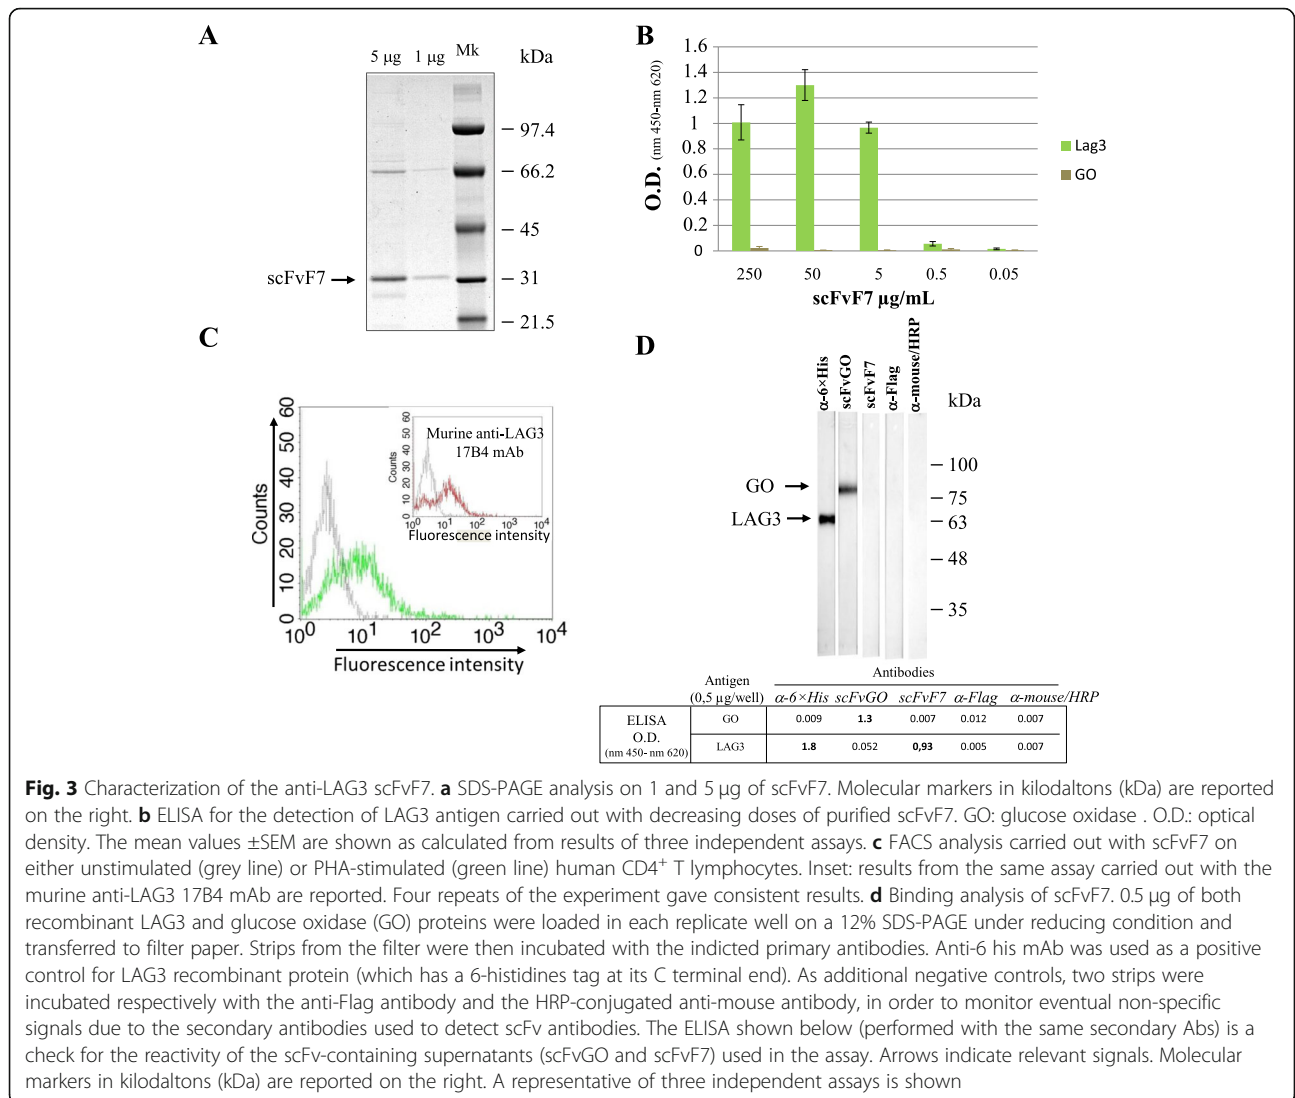 A
5 µg 1 µg Mk kDa
97.4
66.2
45
scFvF7
31
21.5
B
O.D. (nm 450-nm 620)
1.6
1.4
1.2
1
0.8
0.6
0.4
0.2
0
250 50 5 0.5 0.05
scFvF7 µg/mL
Lag3
GO
C
Counts
60
50
40
30
20
10
0
10⁰ 10¹ 10² 10³ 10⁴
Fluorescence intensity
Murine anti-LAG3
17B4 mAb
Counts
60
50
40
30
20
10
0
10⁰ 10¹ 10² 10³ 10⁴
Fluorescence intensity
D
α-6×His
scFvGO
scFvF7
α-Flag
α-mouse/HRP
kDa
GO
LAG3
100
75
63
48
35
Antibodies
Antigen
(0,5 µg/well) α-6×His scFvGO scFvF7 α-Flag α-mouse/HRP
ELISA
O.D.
(nm 450- nm 620)
GO 0.009 1.3 0.007 0.012 0.007
LAG3 1.8 0.052 0,93 0.005 0.007
Fig. 3 Characterization of the anti-LAG3 scFvF7. a SDS-PAGE analysis on 1 and 5 µg of scFvF7. Molecular markers in kilodaltons (kDa) are reported
on the right. b ELISA for the detection of LAG3 antigen carried out with decreasing doses of purified scFvF7. GO: glucose oxidase . O.D.: optical
density. The mean values ±SEM are shown as calculated from results of three independent assays. c FACS analysis carried out with scFvF7 on
either unstimulated (grey line) or PHA-stimulated (green line) human CD4⁺ T lymphocytes. Inset: results from the same assay carried out with the
murine anti-LAG3 17B4 mAb are reported. Four repeats of the experiment gave consistent results. d Binding analysis of scFvF7. 0.5 µg of both
recombinant LAG3 and glucose oxidase (GO) proteins were loaded in each replicate well on a 12% SDS-PAGE under reducing condition and
transferred to filter paper. Strips from the filter were then incubated with the indicted primary antibodies. Anti-6 his mAb was used as a positive
control for LAG3 recombinant protein (which has a 6-histidines tag at its C terminal end). As additional negative controls, two strips were
incubated respectively with the anti-Flag antibody and the HRP-conjugated anti-mouse antibody, in order to monitor eventual non-specific
signals due to the secondary antibodies used to detect scFv antibodies. The ELISA shown below (performed with the same secondary Abs) is a
check for the reactivity of the scFv-containing supernatants (scFvGO and scFvF7) used in the assay. Arrows indicate relevant signals. Molecular
markers in kilodaltons (kDa) are reported on the right. A representative of three independent assays is shown